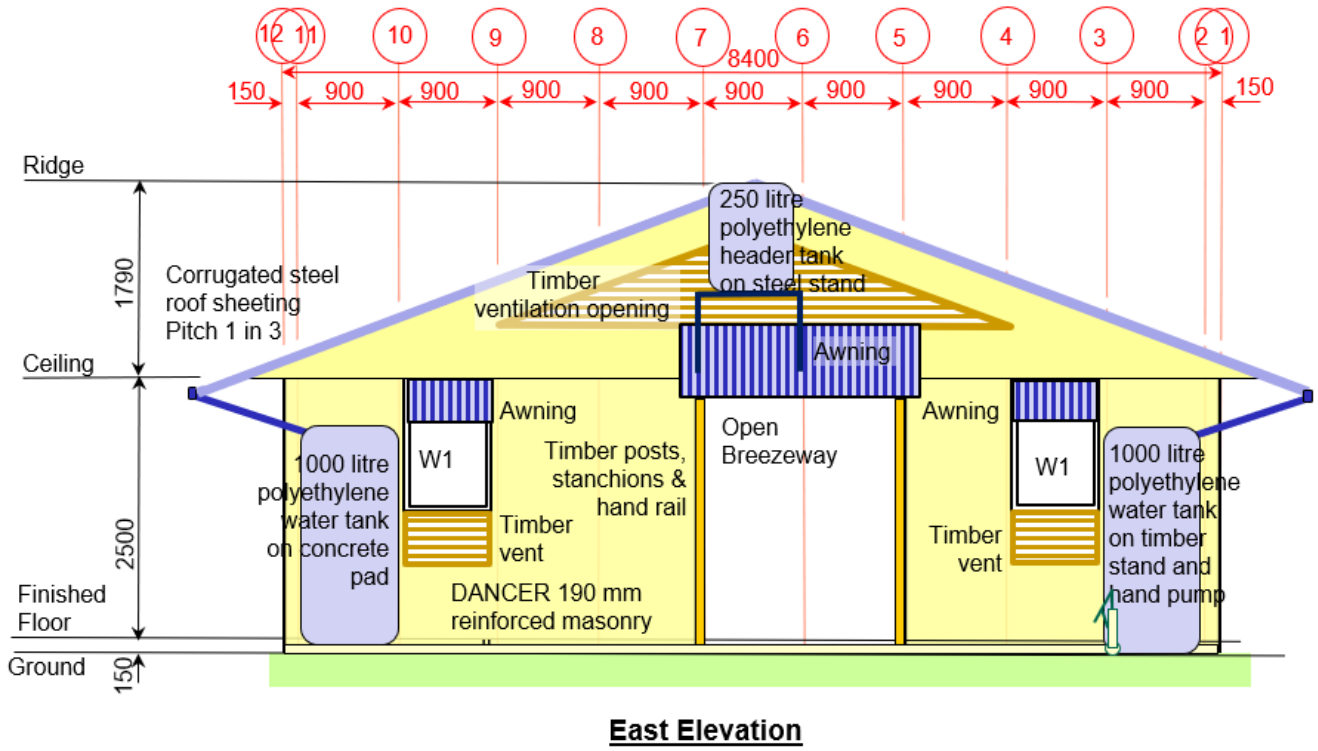 12 11 10 9 8 7 6 5 4 3 2 1
8400
150 900 900 900 900 900 900 900 900 900 150
Ridge
1790
Corrugated steel
roof sheeting
Pitch 1 in 3
250 litre
polyethylene
header tank
on steel stand
Timber
ventilation opening
Awning
Ceiling
2500
Awning
W1
1000 litre
polyethylene
water tank
on concrete
pad
Timber
vent
Timber posts,
stanchions &
hand rail
Open
Breezeway
Awning
W1
Timber
vent
1000 litre
polyethylene
water tank
on timber
stand and
hand pump
DANCER 190 mm
reinforced masonry
Finished
Floor
Ground
150
East Elevation